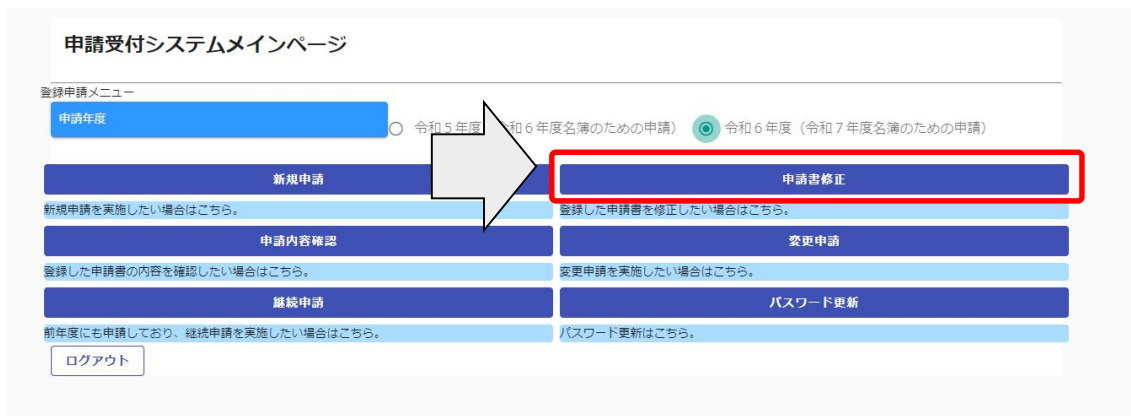 申請受付システムメインページ
登録申請メニュー
申請年度
令和5年度 令和6年度名簿のための申請） 令和6年度（令和7年度名簿のための申請）
新規申請 申請書修正
新規申請を実施したい場合はこちら。 登録した申請書を修正したい場合はこちら。
申請内容確認 変更申請
登録した申請書の内容を確認したい場合はこちら。 変更申請を実施したい場合はこちら。
継続申請 パスワード更新
前年度にも申請しており、継続申請を実施したい場合はこちら。 パスワード更新はこちら。
ログアウト